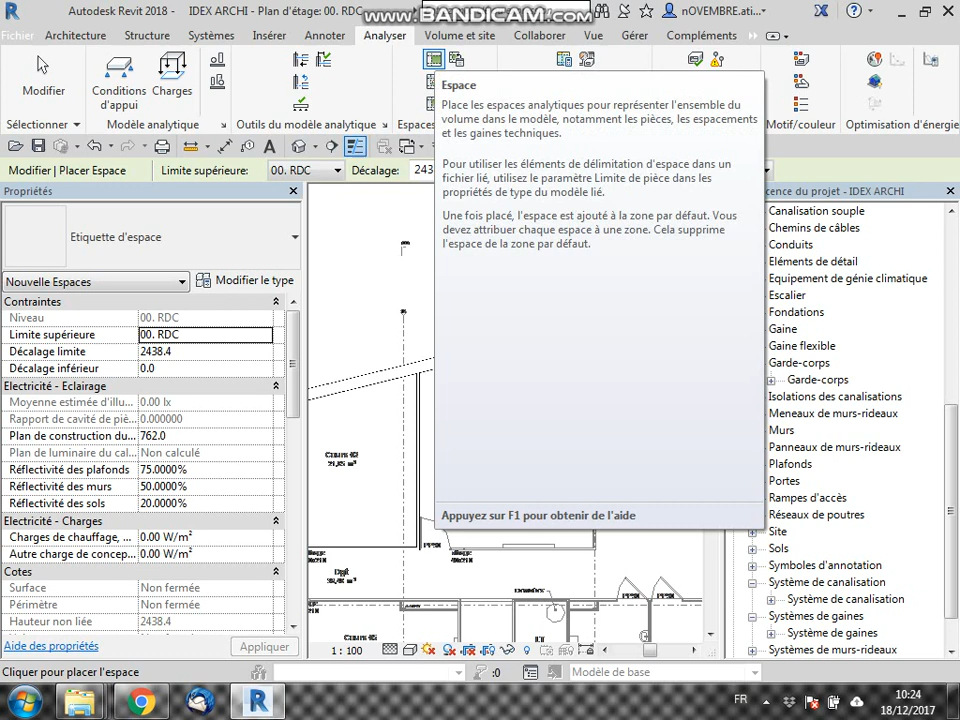 Autodesk Revit 2018 - IDEX ARCHI - Plan d'étage: 00. RDC
www.BANDICAM.com
nOVEMBRE.ati...
Fichier Architecture Structure Systèmes Insérer Annoter Analyser Volume et site Collaborer Vue Gérer Compléments
Modifier
Conditions d'appui
Charges
Sélectionner
Modèle analytique
Outils du modèle analytique
Espaces
Motif/couleur
Optimisation d'énergie
Espace
Place les espaces analytiques pour représenter l'ensemble du
volume dans le modèle, notamment les pièces, les espacements
et les gaines techniques.
Pour utiliser les éléments de délimitation d'espace dans un
fichier lié, utilisez le paramètre Limite de pièce dans les
propriétés de type du modèle lié.
Une fois placé, l'espace est ajouté à la zone par défaut. Vous
devez attribuer chaque espace à une zone. Cela supprime
l'espace de la zone par défaut.
Appuyez sur F1 pour obtenir de l'aide
Modifier | Placer Espace
Limite supérieure: 00. RDC
Décalage: 243
Propriétés
Etiquette d'espace
Nouvelle Espaces
Modifier le type
Contraintes
Niveau 00. RDC
Limite supérieure 00. RDC
Décalage limite 2438.4
Décalage inférieur 0.0
Electricité - Eclairage
Moyenne estimée d'illu... 0.00 lx
Rapport de cavité de piè... 0.000000
Plan de construction du... 762.0
Plan de luminaire du cal... Non calculé
Réflectivité des plafonds 75.0000%
Réflectivité des murs 50.0000%
Réflectivité des sols 20.0000%
Electricité - Charges
Charges de chauffage, ... 0.00 W/m²
Autre charge de concep... 0.00 W/m²
Cotes
Surface Non fermée
Périmètre Non fermée
Hauteur non liée 2438.4
Aide des propriétés
Appliquer
1 : 100
cence du projet - IDEX ARCHI
Canalisation souple
Chemins de câbles
Conduits
Eléments de détail
Equipement de génie climatique
Escalier
Fondations
Gaine
Gaine flexible
Garde-corps
Garde-corps
Isolations des canalisations
Meneaux de murs-rideaux
Murs
Panneaux de murs-rideaux
Plafonds
Portes
Rampes d'accès
Réseaux de poutres
Site
Sols
Symboles d'annotation
Système de canalisation
Système de canalisation
Systèmes de gaines
Système de gaines
Systèmes de murs-rideaux
Cliquer pour placer l'espace
:0
Modèle de base
FR
10:24
18/12/2017